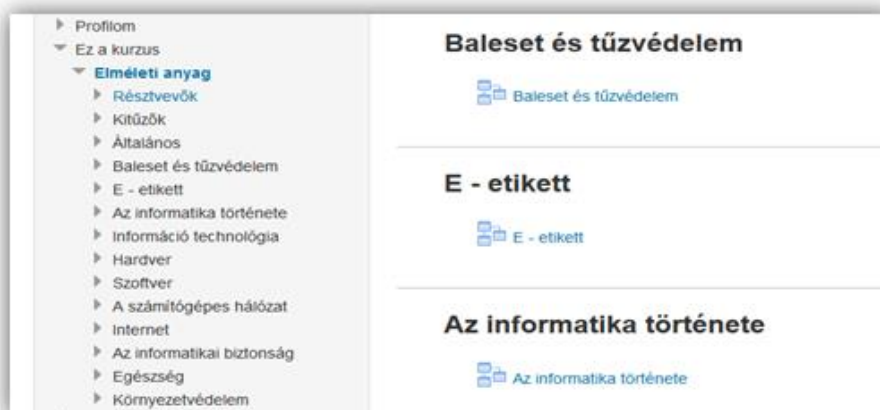 Profilom
Ez a kurzus
Elméleti anyag
Résztvevők
Kitűzők
Általános
Baleset és tűzvédelem
E - etikett
Az informatika története
Információ technológia
Hardver
Szoftver
A számítógépes hálózat
Internet
Az informatikai biztonság
Egészség
Környezetvédelem
Baleset és tűzvédelem
Baleset és tűzvédelem
E - etikett
E - etikett
Az informatika története
Az informatika története